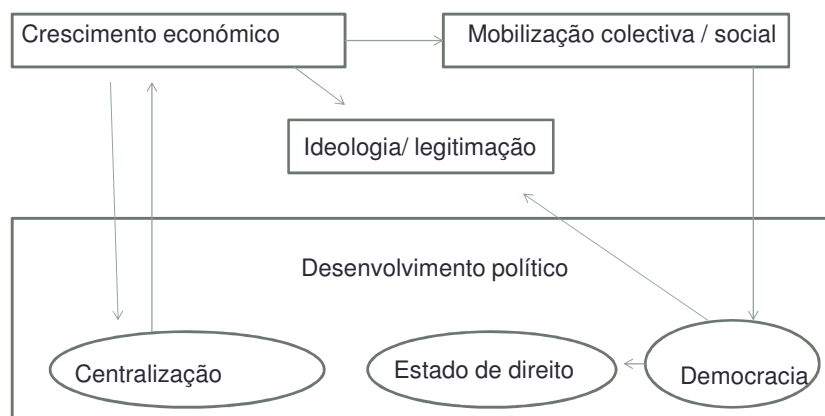 Crescimento económico
Mobilização colectiva / social
Ideologia/ legitimação
Desenvolvimento político
Centralização
Estado de direito
Democracia